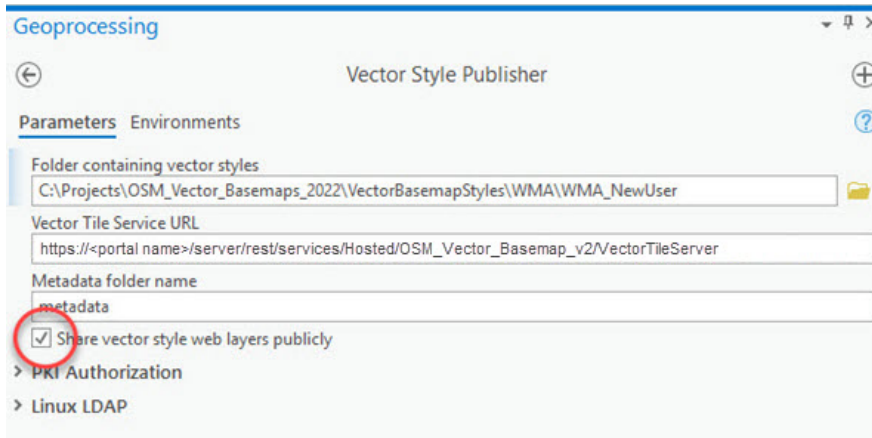 Geoprocessing
Vector Style Publisher
Parameters Environments
Folder containing vector styles
C:\Projects\OSM_Vector_Basemaps_2022\VectorBasemapStyles\WMA\WMA_NewUser
Vector Tile Service URL
https://<portal name>/server/rest/services/Hosted/OSM_Vector_Basemap_v2/VectorTileServer
Metadata folder name
metadata
Share vector style web layers publicly
PKI Authorization
Linux LDAP